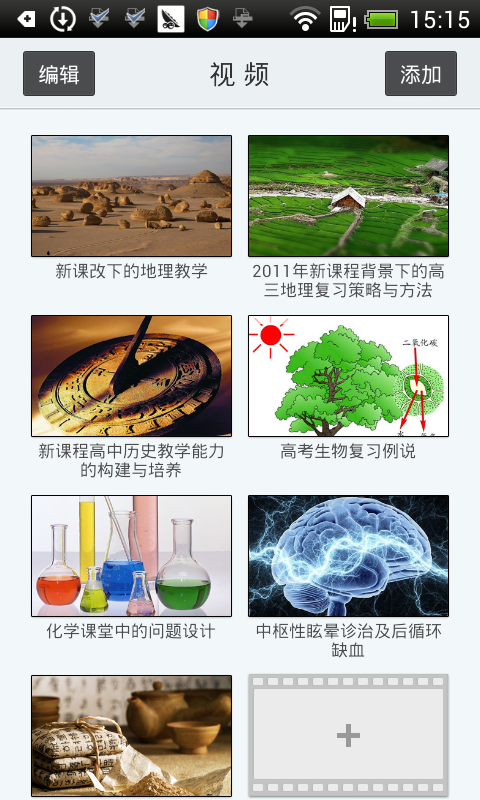 15:15
编辑
视 频
添加
新课改下的地理教学
2011年新课程背景下的高
三地理复习策略与方法
二氧化碳
水
新课程高中历史教学能力
的构建与培养
高考生物复习例说
化学课堂中的问题设计
中枢性眩晕诊治及后循环
缺血